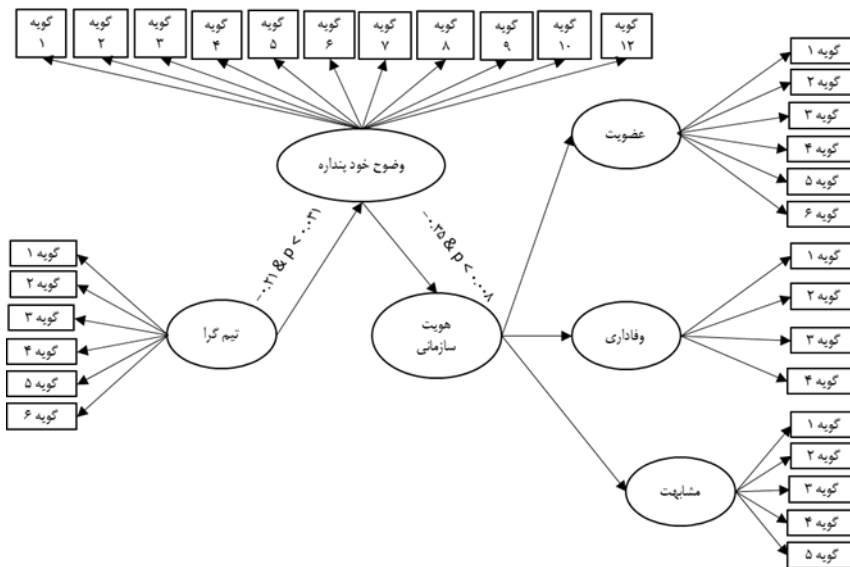 گویه
۱
گویه
۲
گویه
۳
گویه
۴
گویه
۵
گویه
۶
گویه
۷
گویه
۸
گویه
۹
گویه
۱۰
گویه
۱۲
وضوح خود پنداره
−۰.۲۱ & p < ۰.۰۳۱
−۰.۳۵ & p < ۰.۰۰۸
گویه ۱
گویه ۲
گویه ۳
گویه ۴
گویه ۵
گویه ۶
تیم گرا
هویت
سازمانی
عضویت
گویه ۱
گویه ۲
گویه ۳
گویه ۴
گویه ۵
گویه ۶
وفاداری
گویه ۱
گویه ۲
گویه ۳
گویه ۴
مشابهت
گویه ۱
گویه ۲
گویه ۳
گویه ۴
گویه ۵